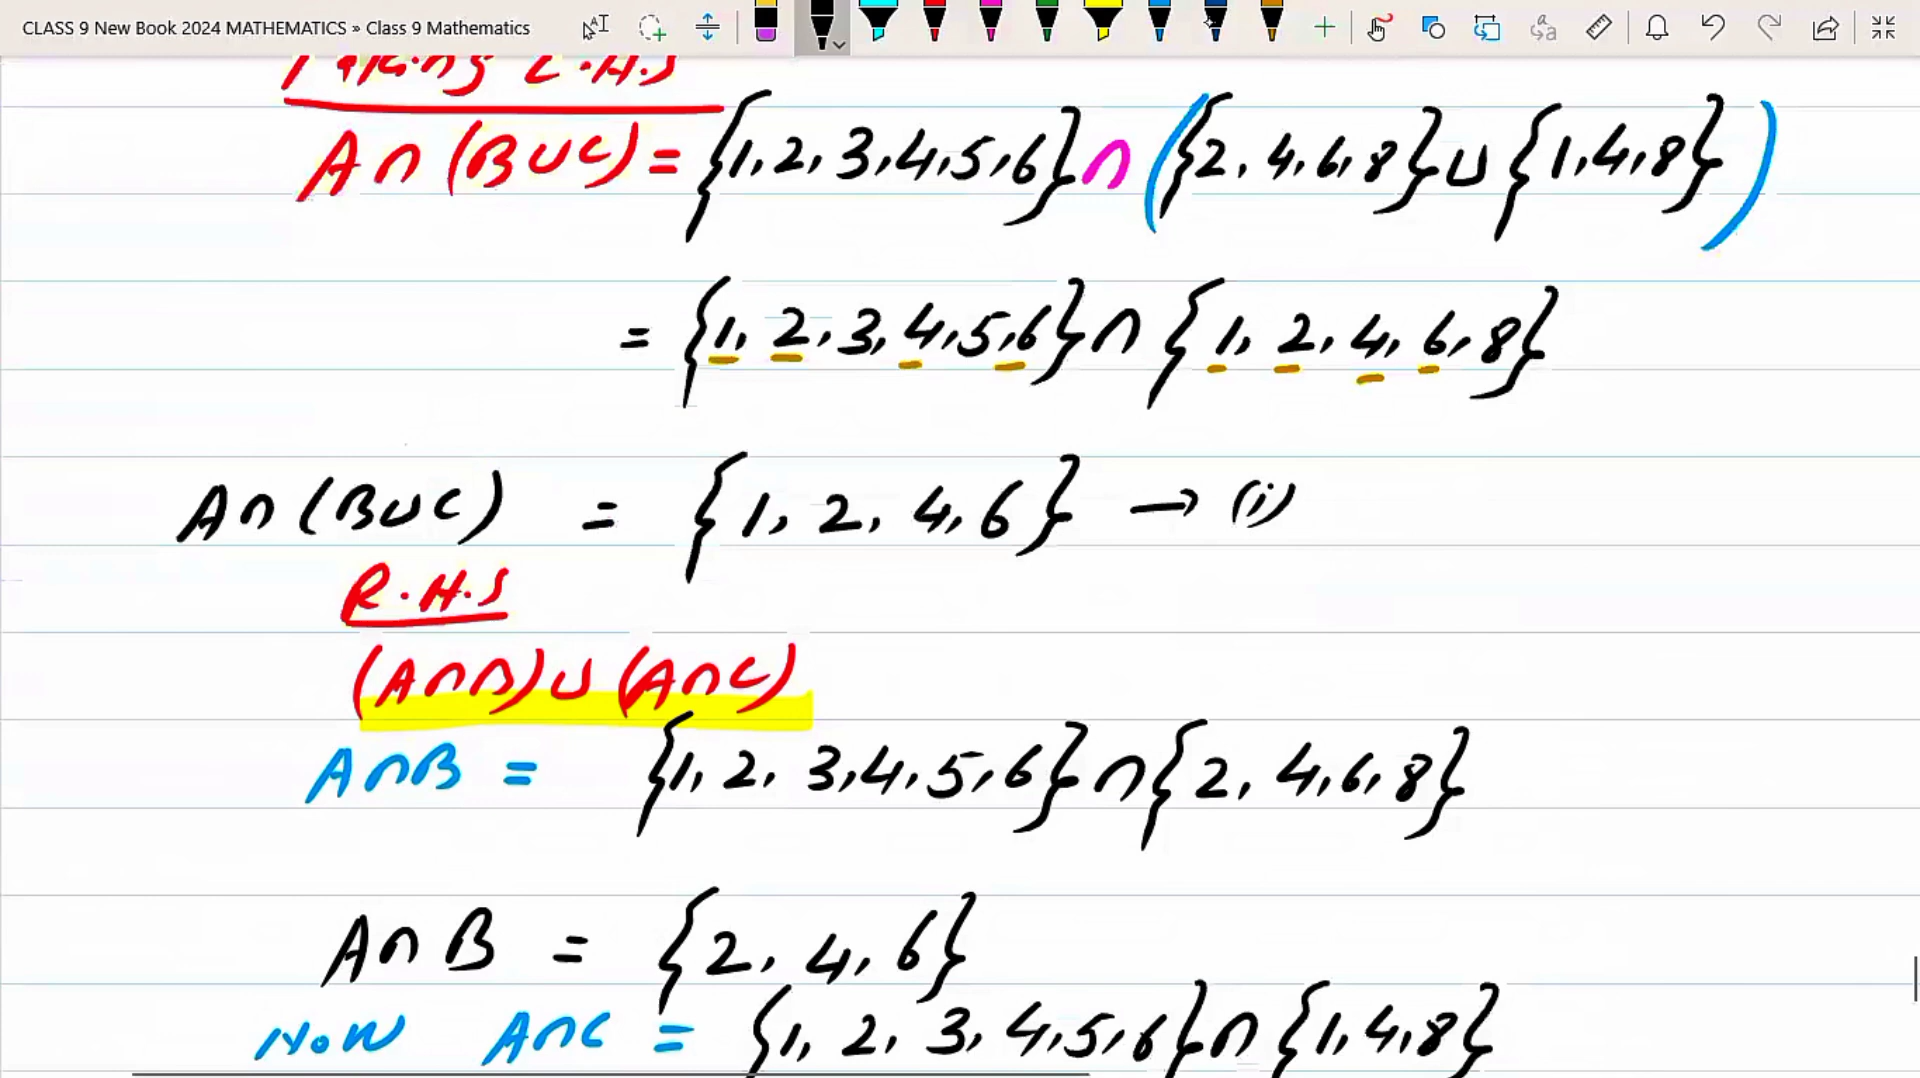 CLASS 9 New Book 2024 MATHEMATICS » Class 9 Mathematics
Taking L.H.S
A∩(B∪C) = {1, 2, 3, 4, 5, 6} ∩ ({2, 4, 6, 8} ∪ {1, 4, 8})
= {1, 2, 3, 4, 5, 6} ∩ {1, 2, 4, 6, 8}
A∩(B∪C) = {1, 2, 4, 6} → (i)
R.H.S
(A∩B)∪(A∩C)
A∩B = {1, 2, 3, 4, 5, 6} ∩ {2, 4, 6, 8}
A∩B = {2, 4, 6}
Now A∩C = {1, 2, 3, 4, 5, 6} ∩ {1, 4, 8}